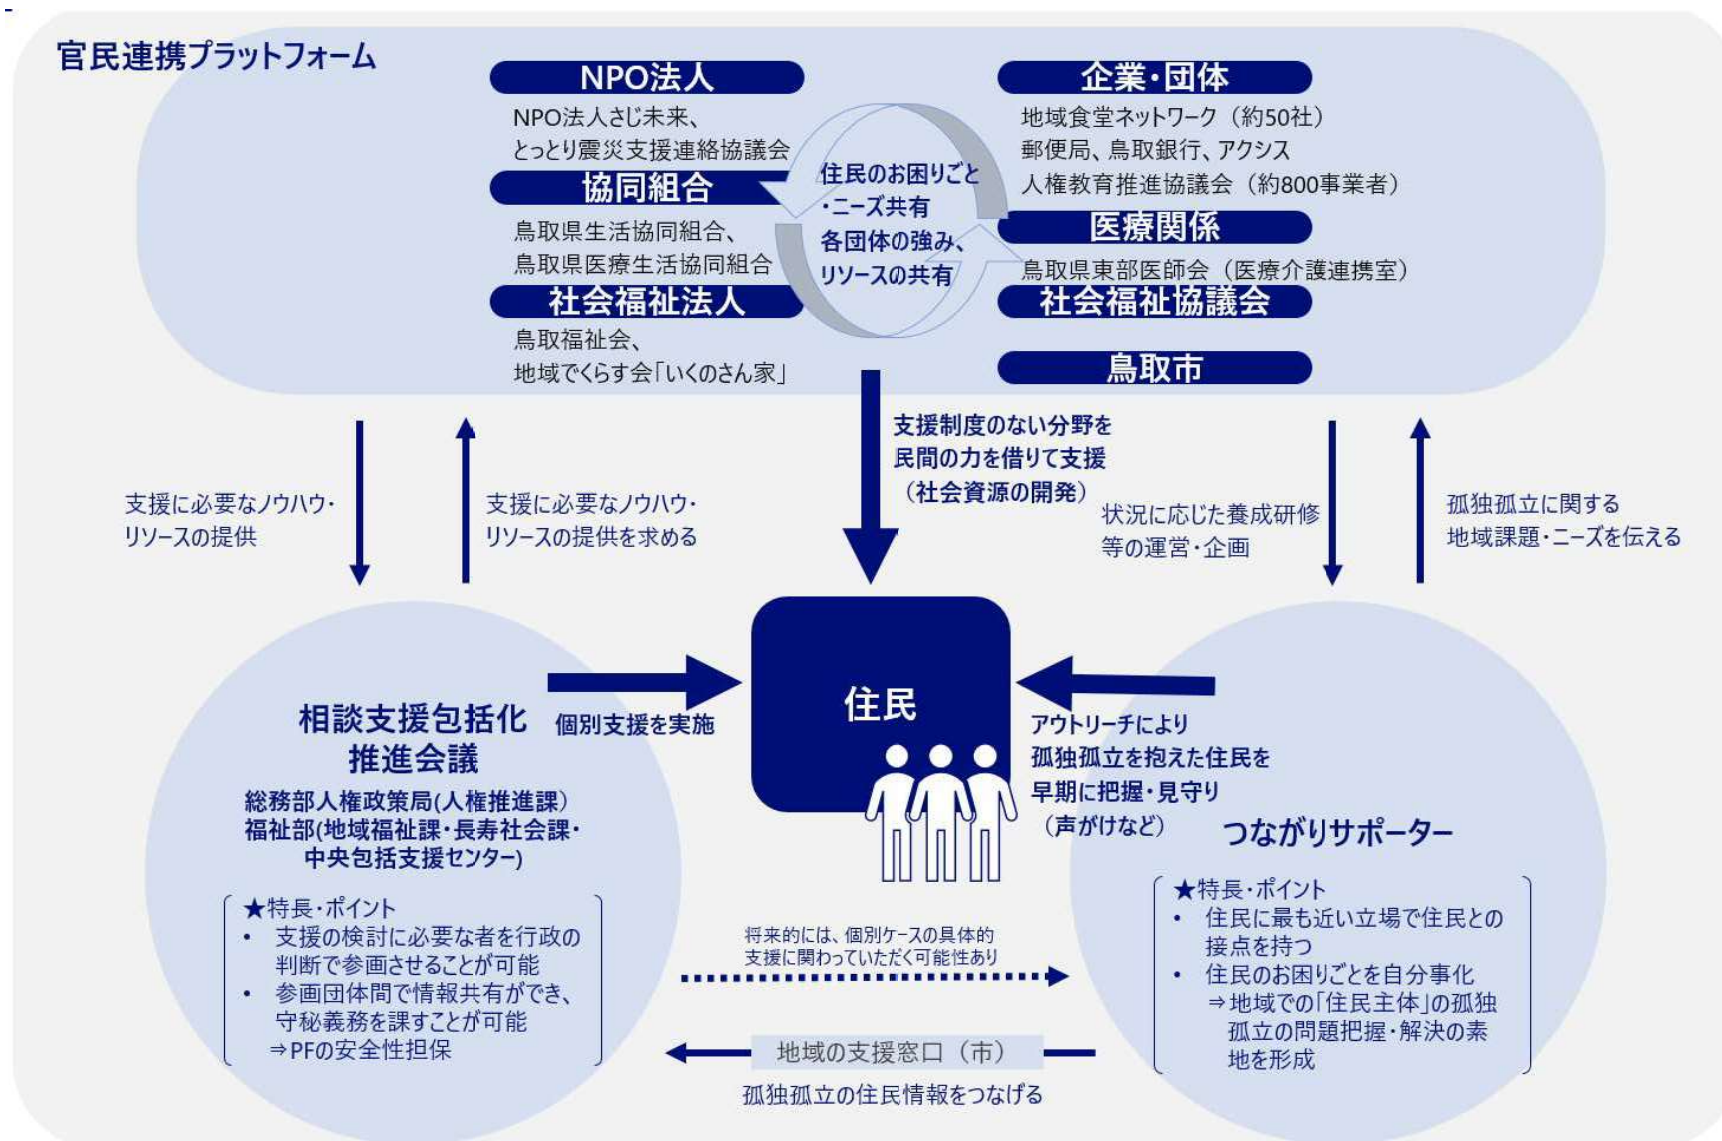 官民連携プラットフォーム
NPO法人
NPO法人さじ未来、
とっとり震災支援連絡協議会
協同組合
鳥取県生活協同組合、
鳥取県医療生活協同組合
社会福祉法人
鳥取福祉会、
地域でくらす会「いくのさん家」
住民のお困りごと
・ニーズ共有
各団体の強み、
リソースの共有
企業・団体
地域食堂ネットワーク（約50社）
郵便局、鳥取銀行、アクシス
人権教育推進協議会（約800事業者）
医療関係
鳥取県東部医師会（医療介護連携室）
社会福祉協議会
鳥取市
支援に必要なノウハウ・
リソースの提供
支援に必要なノウハウ・
リソースの提供を求める
支援制度のない分野を
民間の力を借りて支援
（社会資源の開発）
状況に応じた養成研修
等の運営・企画
孤独孤立に関する
地域課題・ニーズを伝える
相談支援包括化
推進会議
総務部人権政策局(人権推進課）
福祉部(地域福祉課・長寿社会課・
中央包括支援センター)
★特長・ポイント
• 支援の検討に必要な者を行政の
判断で参画させることが可能
• 参画団体間で情報共有ができ、
守秘義務を課すことが可能
⇒PFの安全性担保
個別支援を実施
住民
アウトリーチにより
孤独孤立を抱えた住民を
早期に把握・見守り
（声がけなど）
つながりサポーター
★特長・ポイント
• 住民に最も近い立場で住民との
接点を持つ
• 住民のお困りごとを自分事化
⇒地域での「住民主体」の孤独
孤立の問題把握・解決の素
地を形成
将来的には、個別ケースの具体的
支援に関わっていただく可能性あり
地域の支援窓口（市）
孤独孤立の住民情報をつなげる